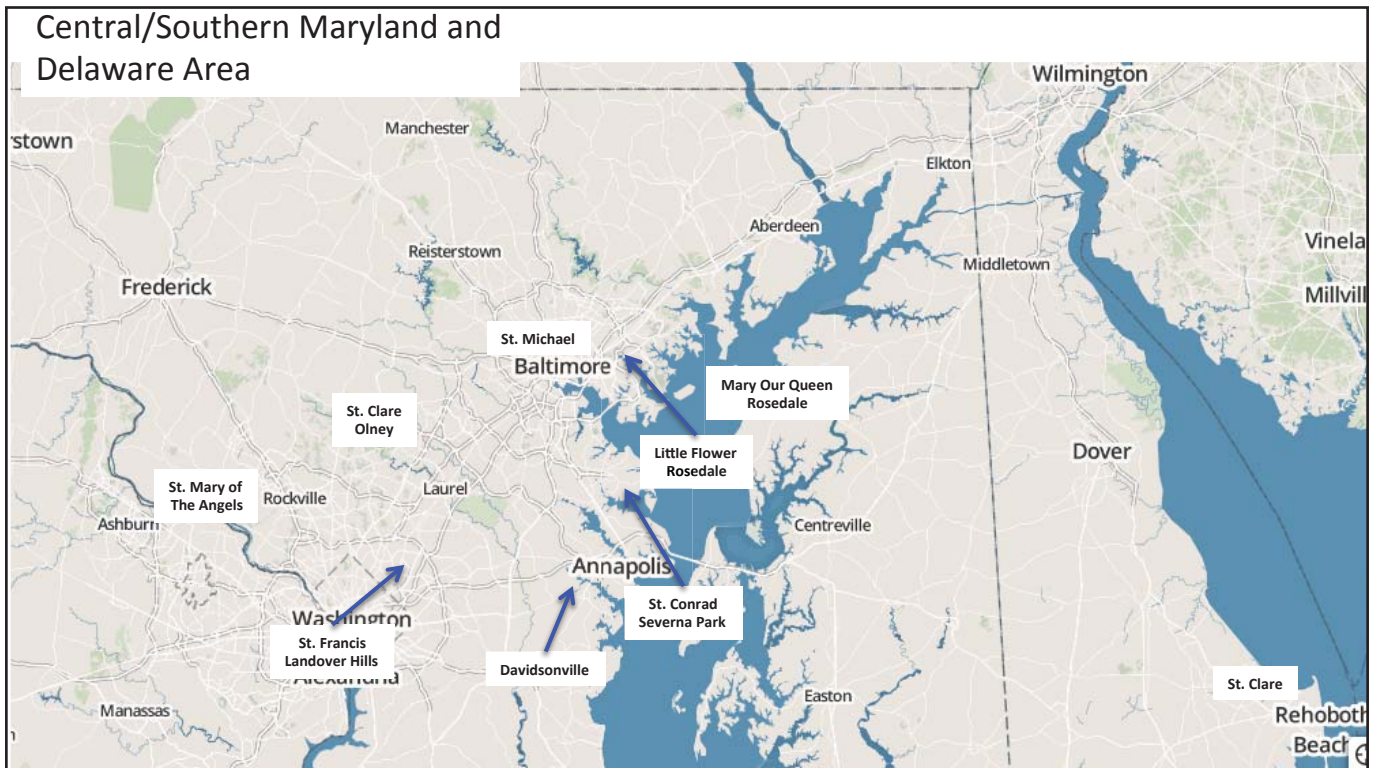 Central/Southern Maryland and
Delaware Area
Wilmington
rstown
Manchester
Elkton
Aberdeen
Reisterstown
Vinela
Middletown
Frederick
Millvill
St. Michael
Baltimore
Mary Our Queen
Rosedale
St. Clare
Olney
Little Flower
Rosedale
Dover
St. Mary of
The Angels
Rockville
Laurel
Ashburn
Centreville
Annapolis
St. Conrad
Severna Park
Washington
St. Francis
Landover Hills
Alexandria
Davidsonville
St. Clare
Easton
Manassas
Rehoboth
Beach